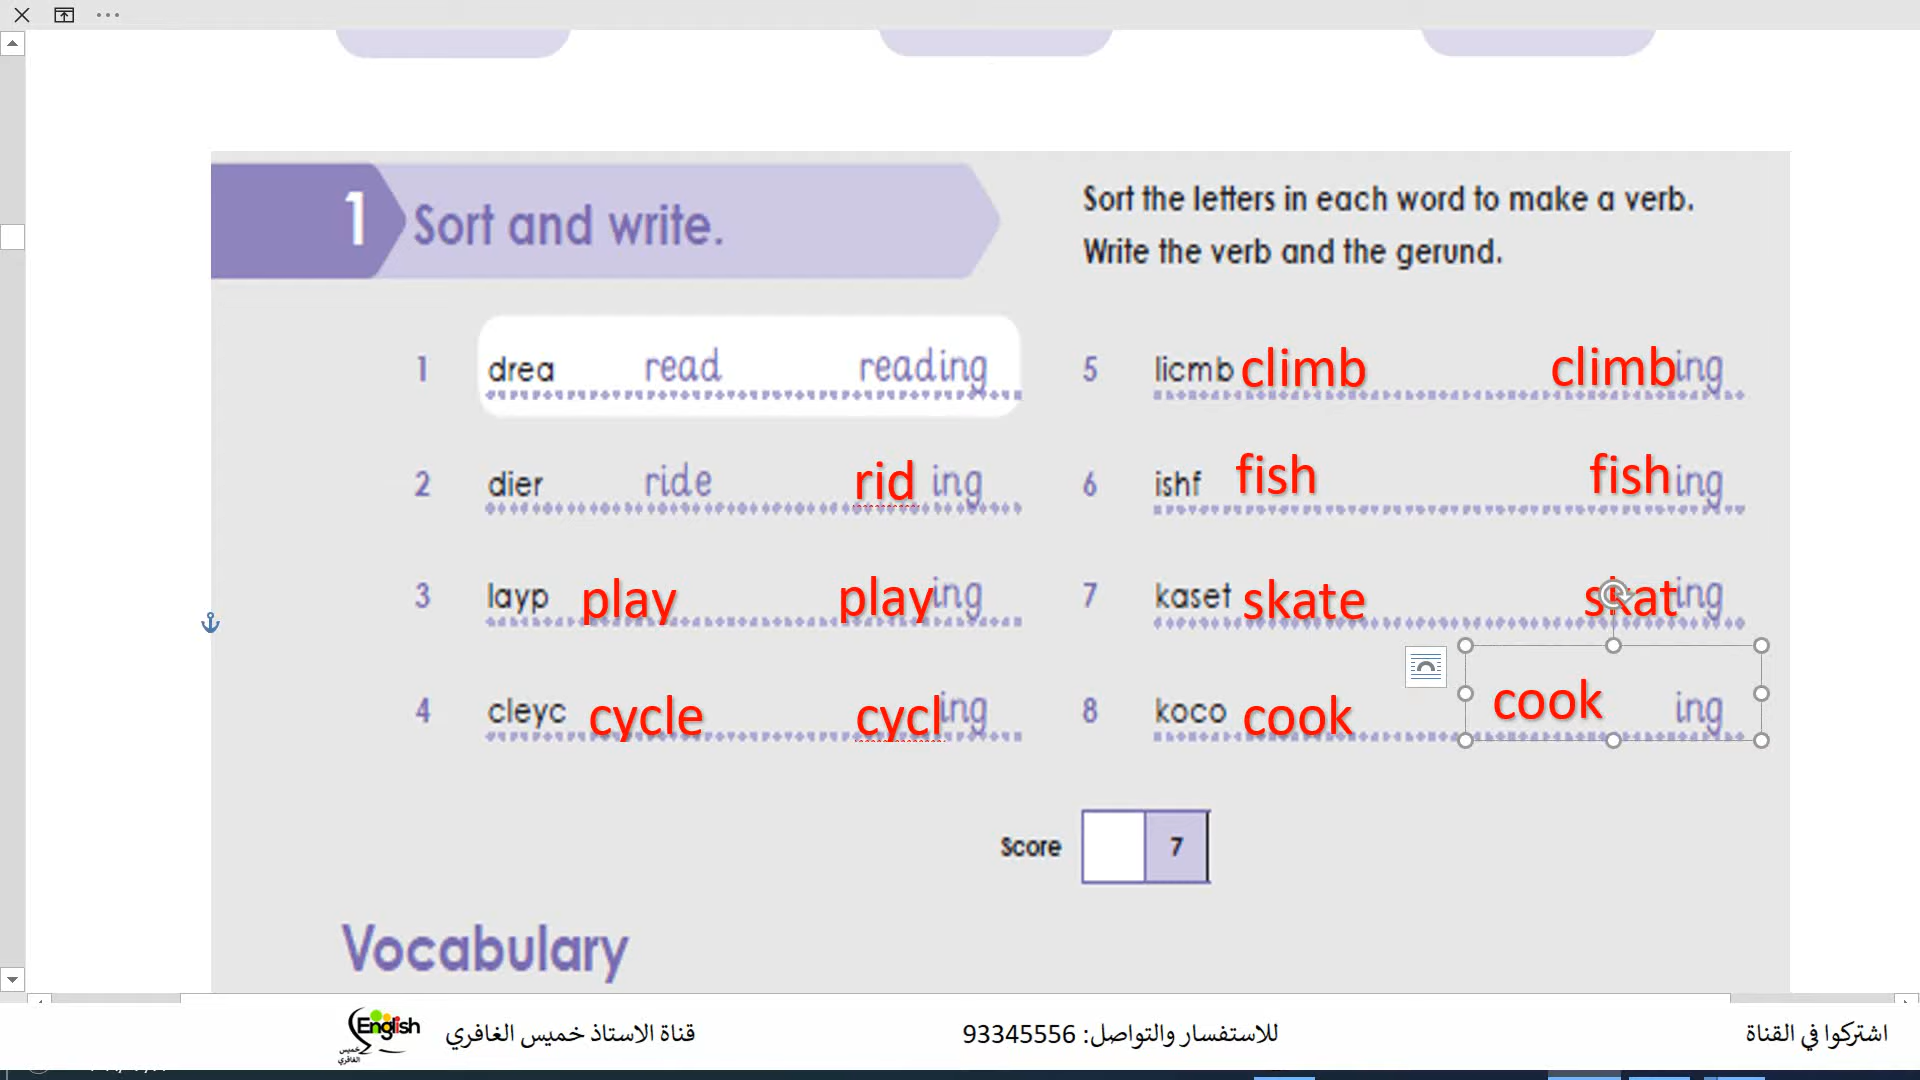 1 Sort and write.
Sort the letters in each word to make a verb.
Write the verb and the gerund.
1 drea read reading
2 dier ride rid ing
3 layp play playing
4 cleyc cycle cycling
5 licmb climb climbing
6 ishf fish fishing
7 kaset skate skating
8 koco cook cook ing
Score 7
Vocabulary
اشتركوا في القناة
للاستفسار والتواصل: 93345556
قناة الاستاذ خميس الغافري
English
خميس
الغافري